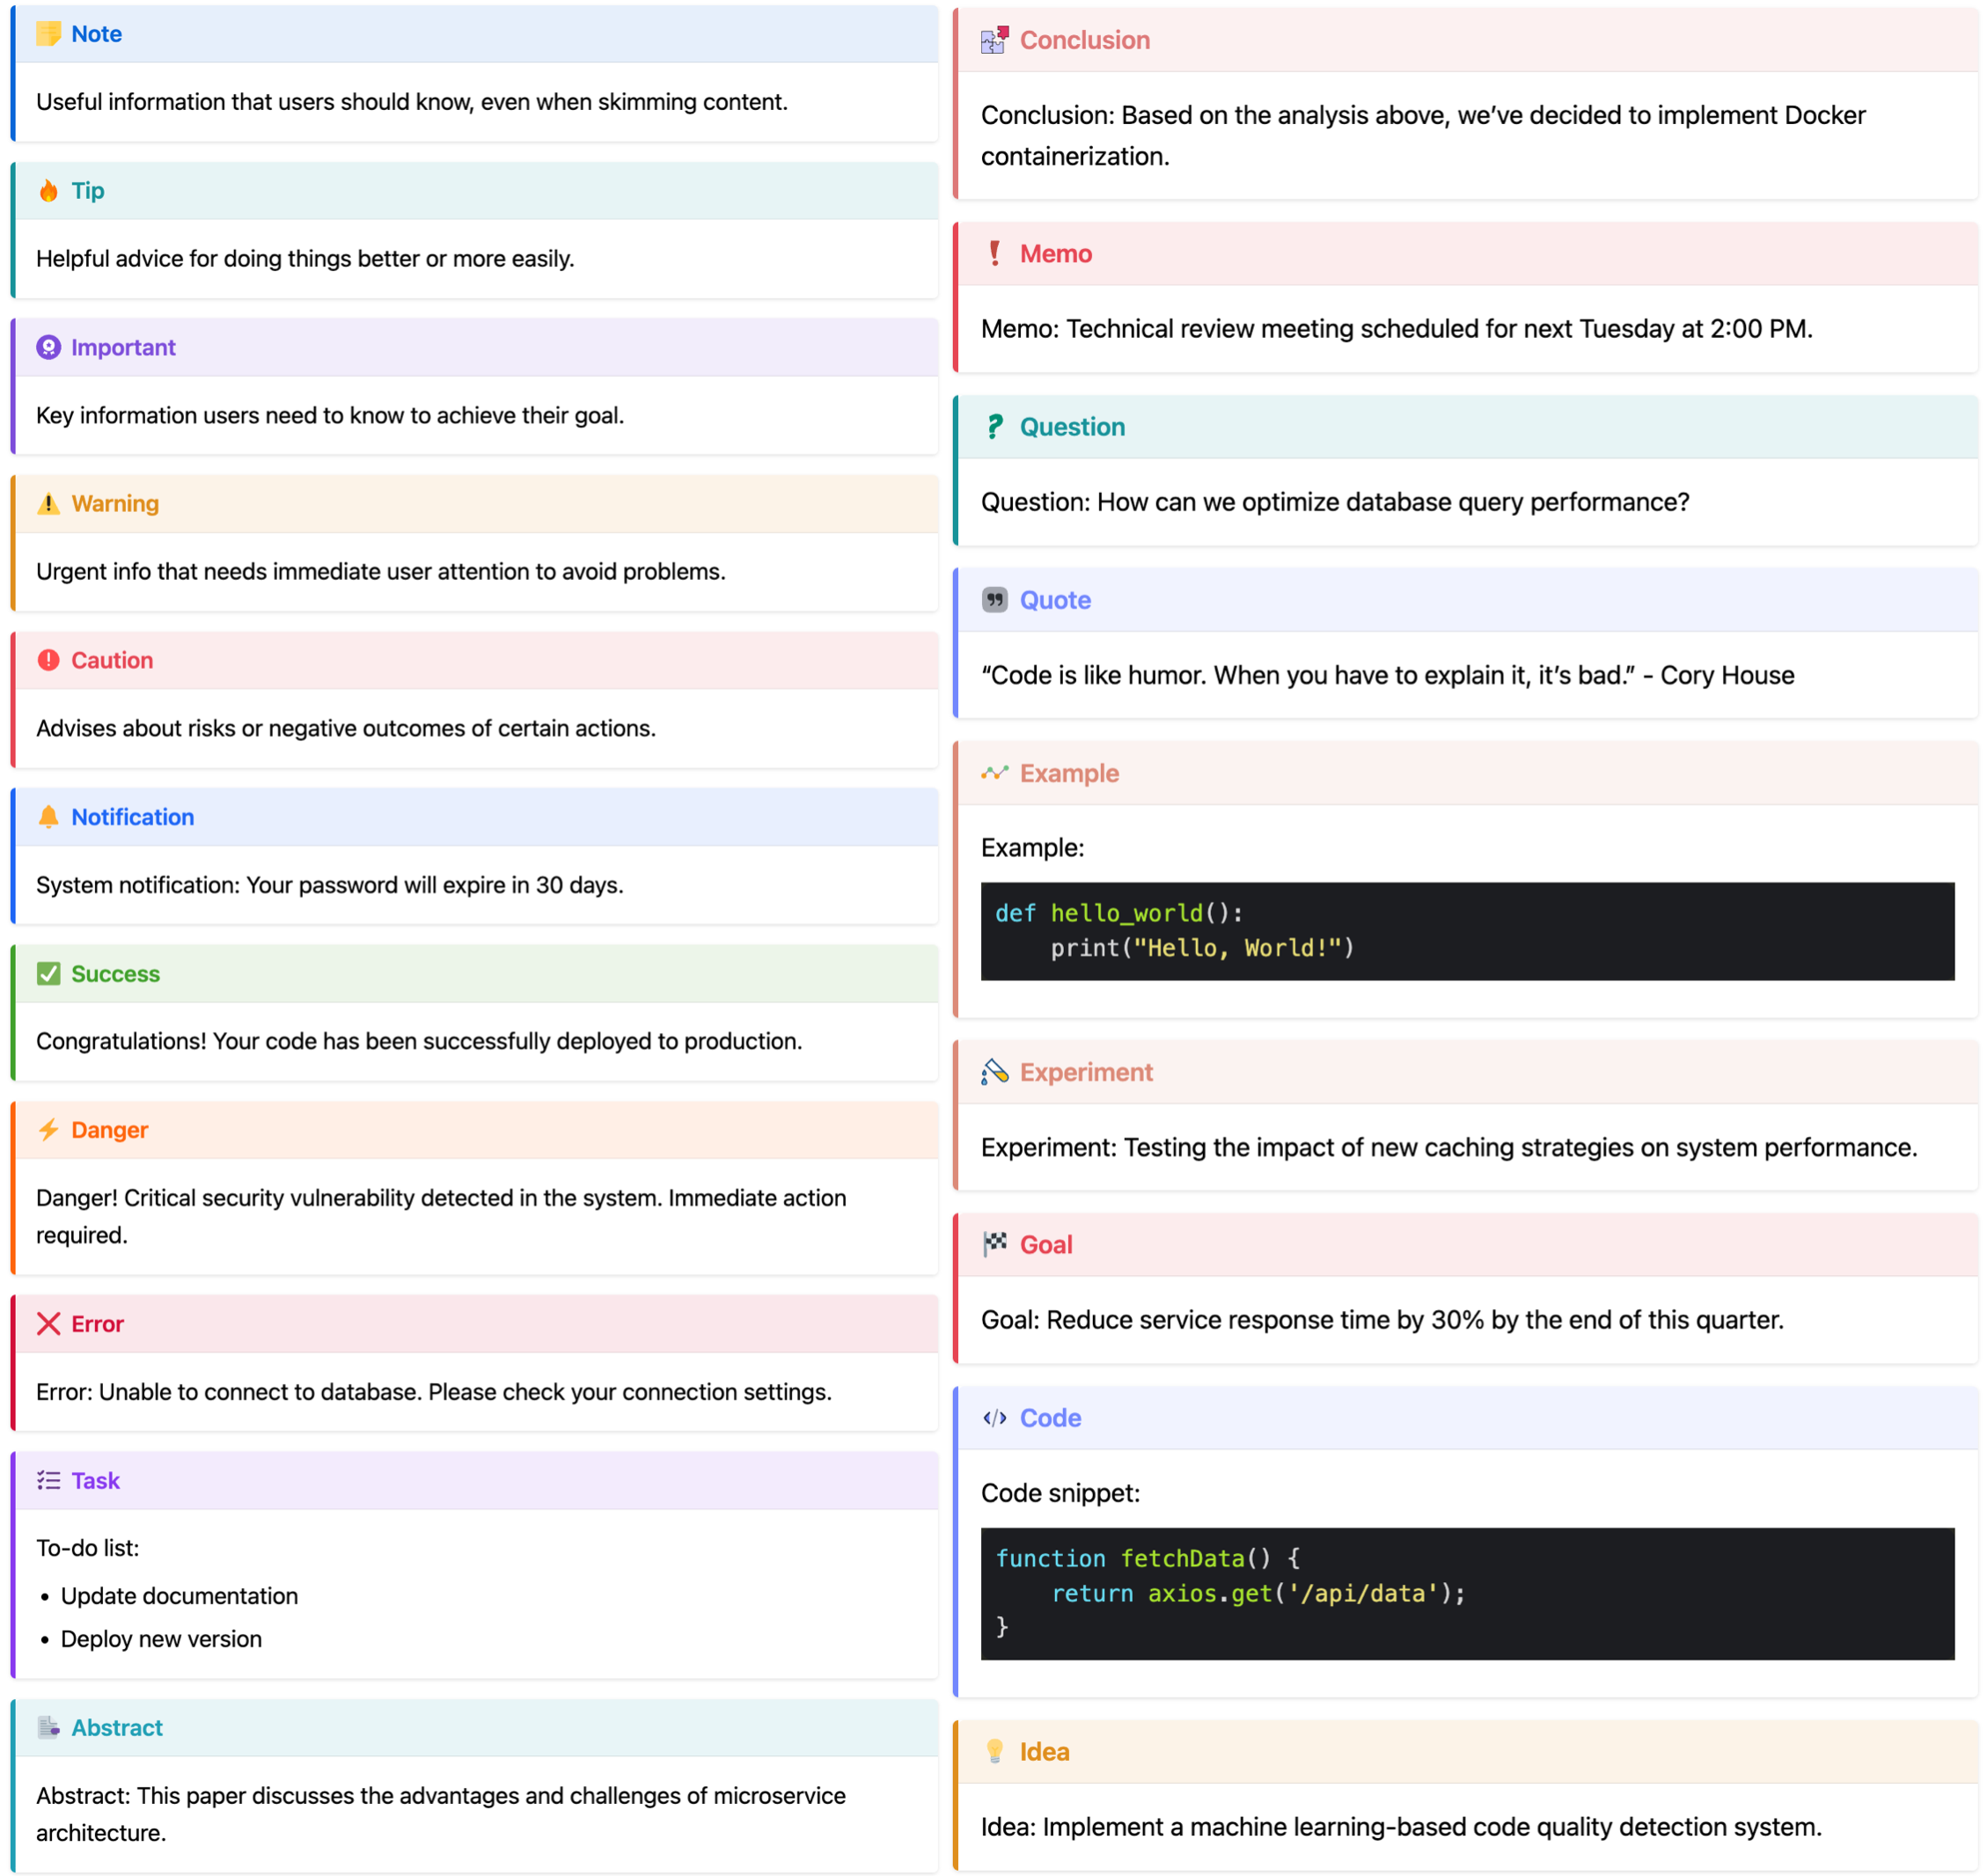 Note
Useful information that users should know, even when skimming content.
Tip
Helpful advice for doing things better or more easily.
Important
Key information users need to know to achieve their goal.
Warning
Urgent info that needs immediate user attention to avoid problems.
Caution
Advises about risks or negative outcomes of certain actions.
Notification
System notification: Your password will expire in 30 days.
Success
Congratulations! Your code has been successfully deployed to production.
Danger
Danger! Critical security vulnerability detected in the system. Immediate action
required.
Error
Error: Unable to connect to database. Please check your connection settings.
Task
To-do list:
• Update documentation
• Deploy new version
Abstract
Abstract: This paper discusses the advantages and challenges of microservice
architecture.
Conclusion
Conclusion: Based on the analysis above, we’ve decided to implement Docker
containerization.
Memo
Memo: Technical review meeting scheduled for next Tuesday at 2:00 PM.
Question
Question: How can we optimize database query performance?
Quote
“Code is like humor. When you have to explain it, it’s bad.” - Cory House
Example
Example:
def hello_world():
    print("Hello, World!")
Experiment
Experiment: Testing the impact of new caching strategies on system performance.
Goal
Goal: Reduce service response time by 30% by the end of this quarter.
Code
Code snippet:
function fetchData() {
    return axios.get('/api/data');
}
Idea
Idea: Implement a machine learning-based code quality detection system.